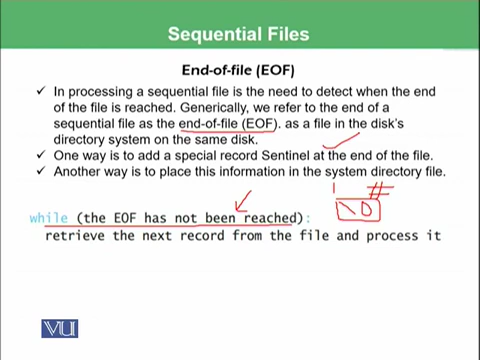 Sequential Files
End-of-file (EOF)
✓ In processing a sequential file is the need to detect when the end
of the file is reached. Generically, we refer to the end of a
sequential file as the end-of-file (EOF). as a file in the disk's
directory system on the same disk.
✓ One way is to add a special record Sentinel at the end of the file.
✓ Another way is to place this information in the system directory file.
while (the EOF has not been reached):
retrieve the next record from the file and process it
\0
VU